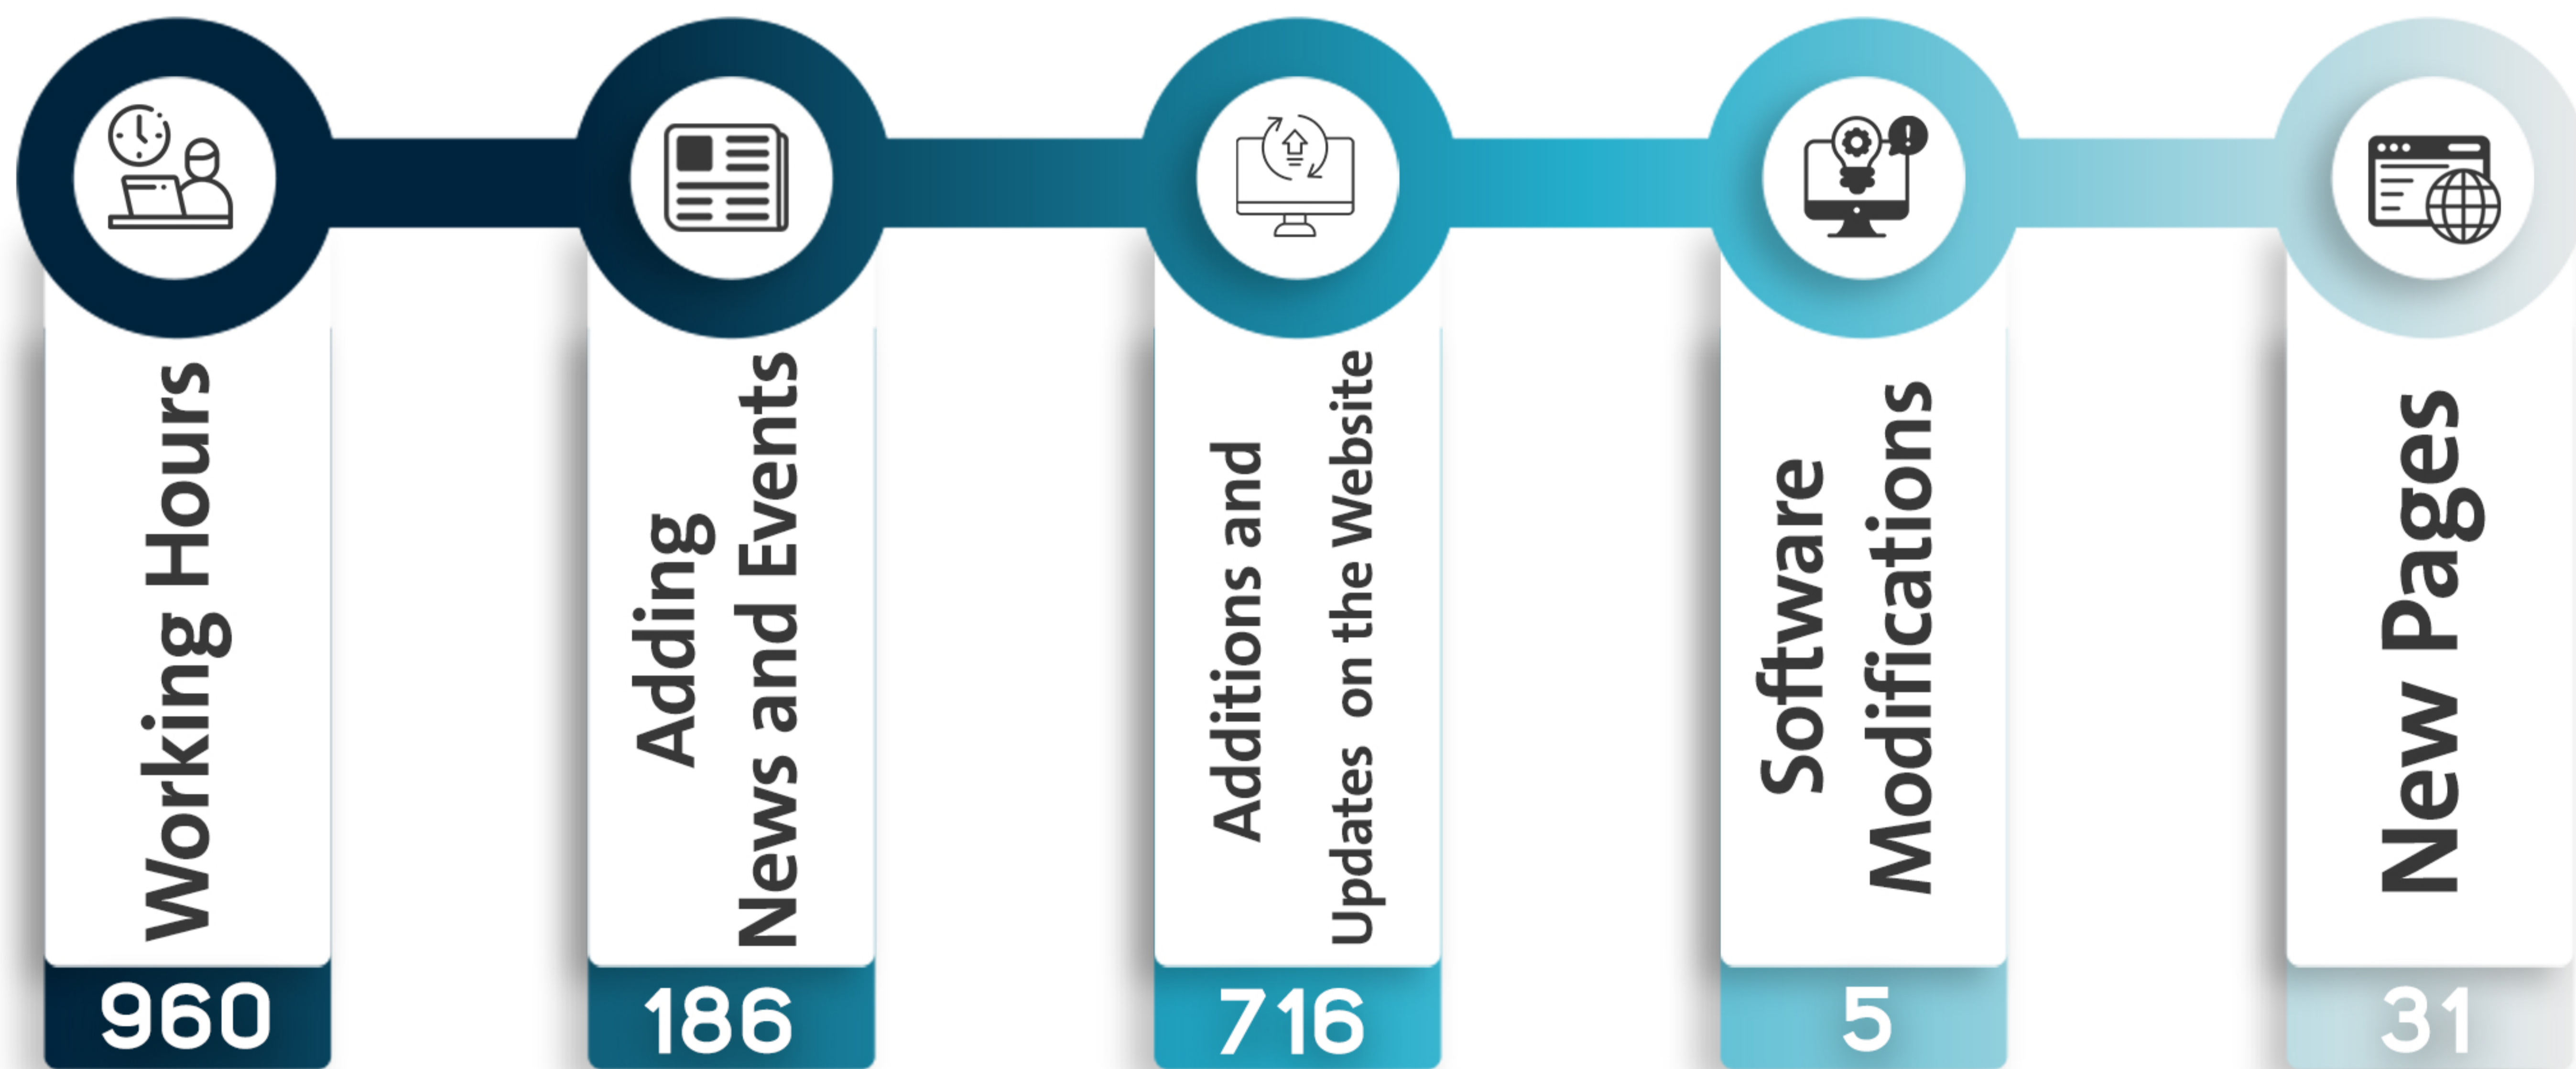 Working Hours
960
Adding
News and Events
186
Additions and
Updates on the Website
716
Software
Modifications
5
New Pages
31